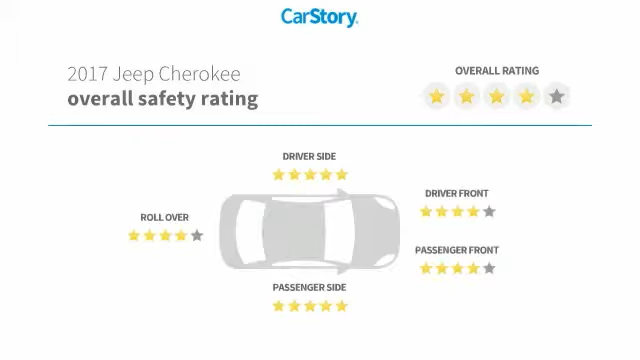 CarStory.
2017 Jeep Cherokee
overall safety rating
OVERALL RATING
DRIVER SIDE
DRIVER FRONT
ROLL OVER
PASSENGER FRONT
PASSENGER SIDE